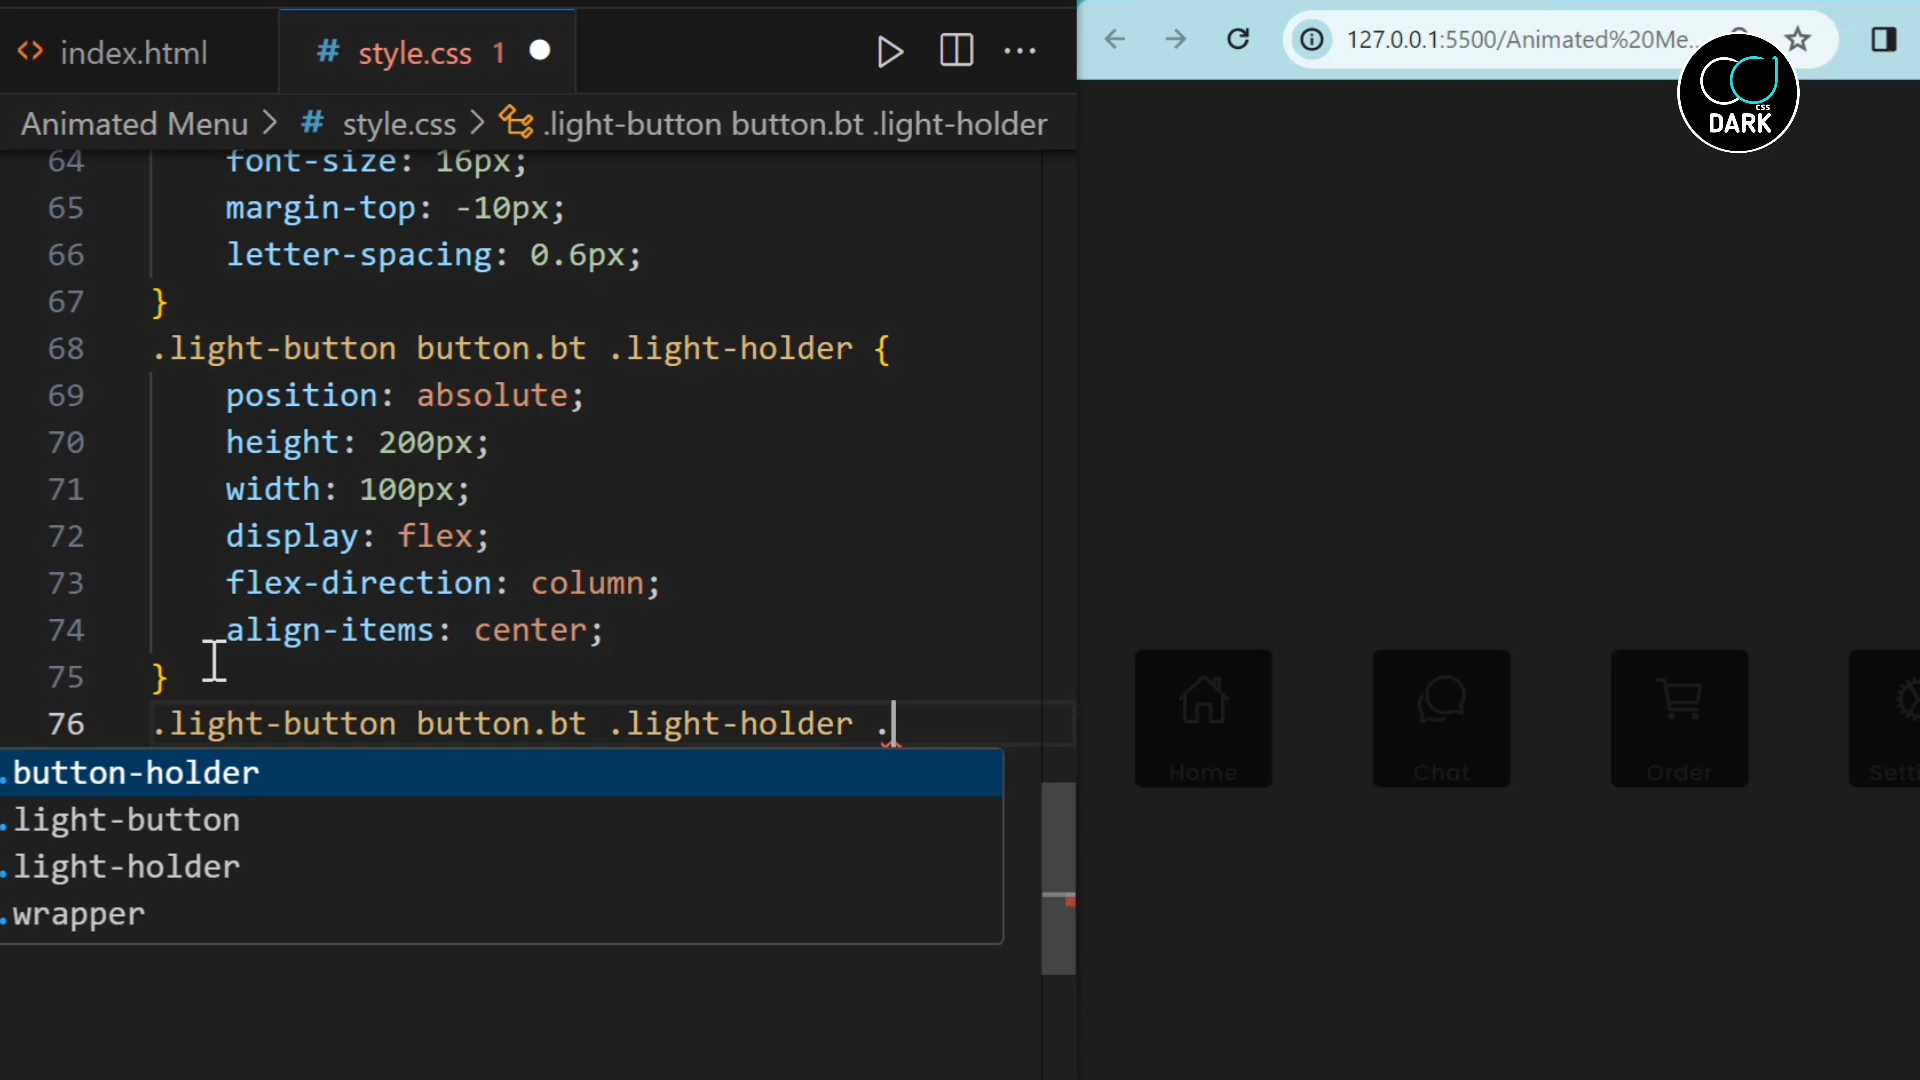 index.html
style.css 1
Animated Menu > # style.css > .light-button button.bt .light-holder
64 font-size: 16px;
65 margin-top: -10px;
66 letter-spacing: 0.6px;
67 }
68 .light-button button.bt .light-holder {
69 position: absolute;
70 height: 200px;
71 width: 100px;
72 display: flex;
73 flex-direction: column;
74 align-items: center;
75 }
76 .light-button button.bt .light-holder .
.button-holder
.light-button
.light-holder
.wrapper
127.0.0.1:5500/Animated%20Me...
CSS
DARK
Home
Chat
Order
Setti